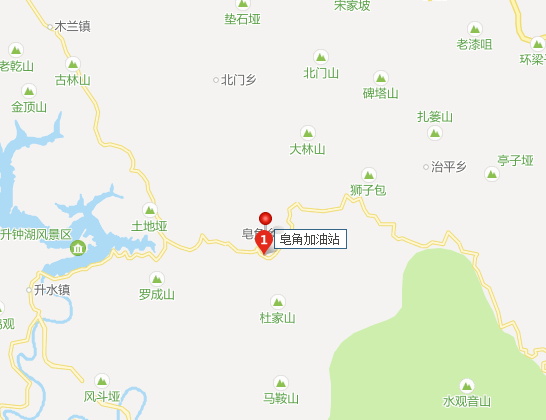 宋家坡
垫石垭
木兰镇
老漆咀
老乾山
北门山
环梁
古林山
北门乡
碑塔山
金顶山
扎篓山
大林山
亭子垭
治平乡
狮子包
土地垭
升钟湖风景区
皂角
1
皂角加油站
升水镇
罗成山
杜家山
观
风斗垭
马鞍山
水观音山